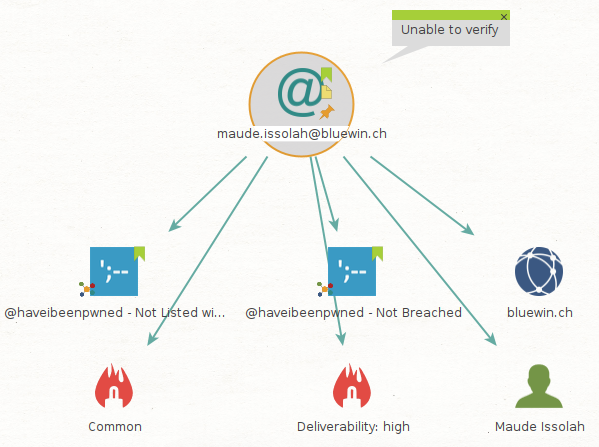 Unable to verify
maude.issolah@bluewin.ch
@haveibeenpwned - Not Listed wi...
@haveibeenpwned - Not Breached
bluewin.ch
Common
Deliverability: high
Maude Issolah